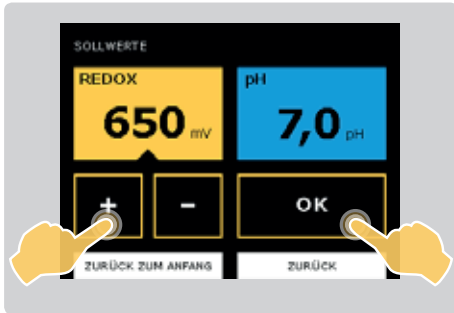 SOLLWERTE
REDOX
pH
650 mV
7,0 pH
+
-
OK
ZURÜCK ZUM ANFANG
ZURÜCK